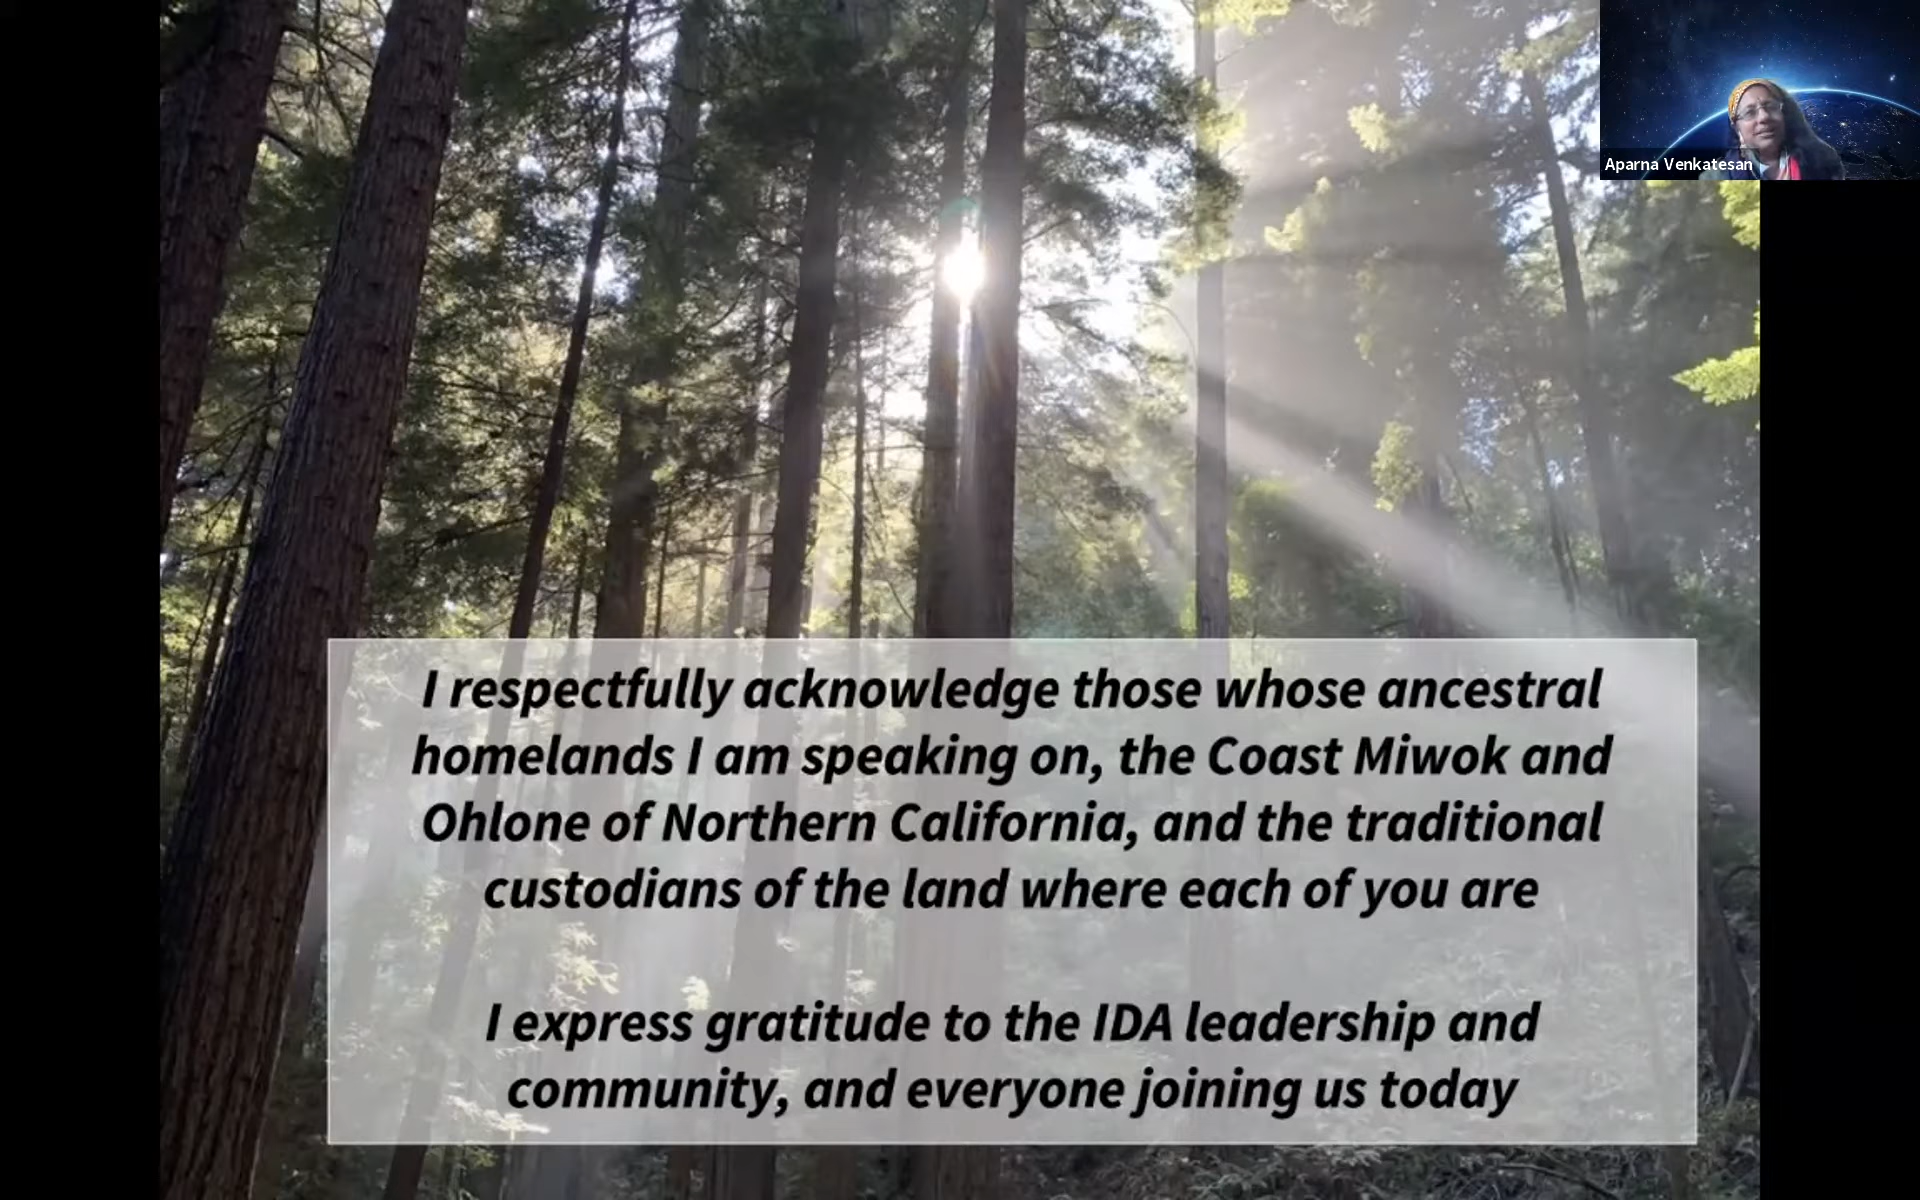 Aparna Venkatesan
I respectfully acknowledge those whose ancestral
homelands I am speaking on, the Coast Miwok and
Ohlone of Northern California, and the traditional
custodians of the land where each of you are
I express gratitude to the IDA leadership and
community, and everyone joining us today